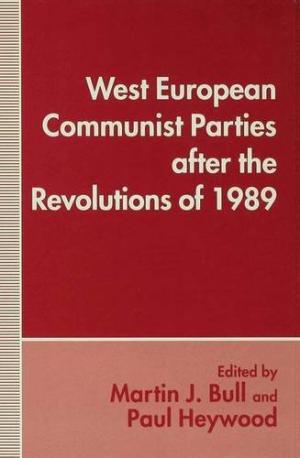 West European
Communist Parties
after the
Revolutions of 1989
Edited by
Martin J. Bull and
Paul Heywood